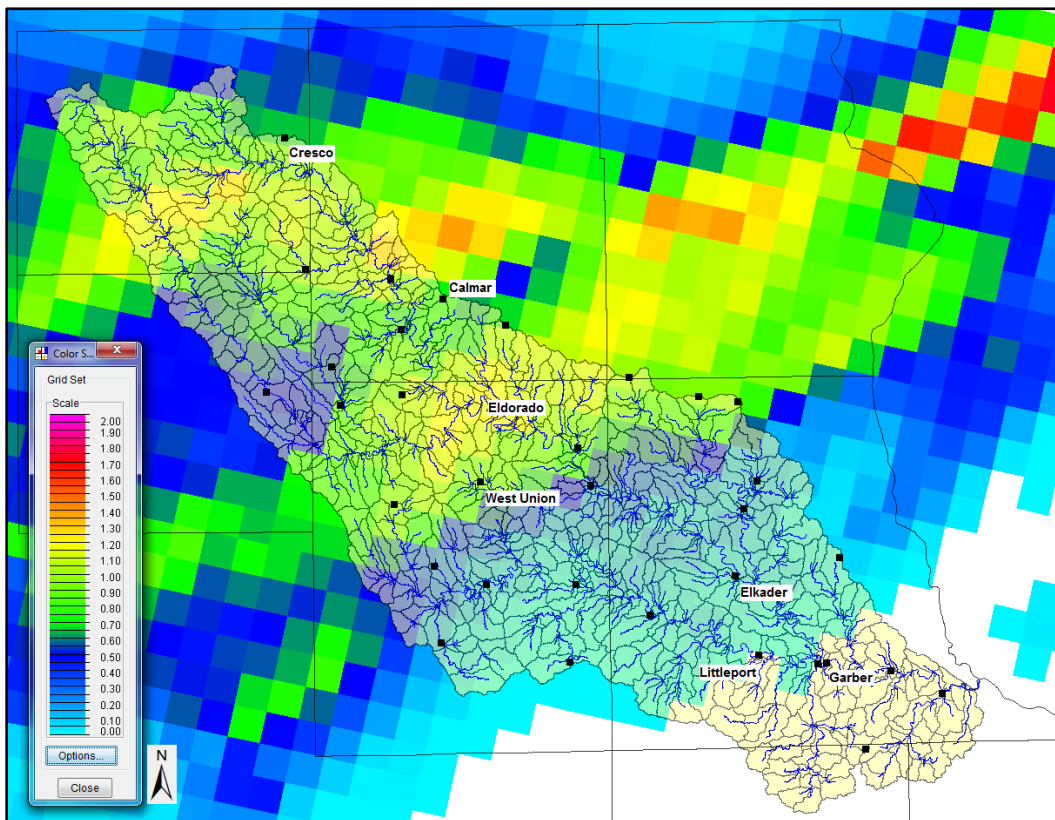 Cresco
Calmar
Eldorado
West Union
Elkader
Littleport
Garber
Color S...
Grid Set
Scale
2.00
1.90
1.80
1.70
1.60
1.50
1.40
1.30
1.20
1.10
1.00
0.90
0.80
0.70
0.60
0.50
0.40
0.30
0.20
0.10
0.00
Options...
Close
N